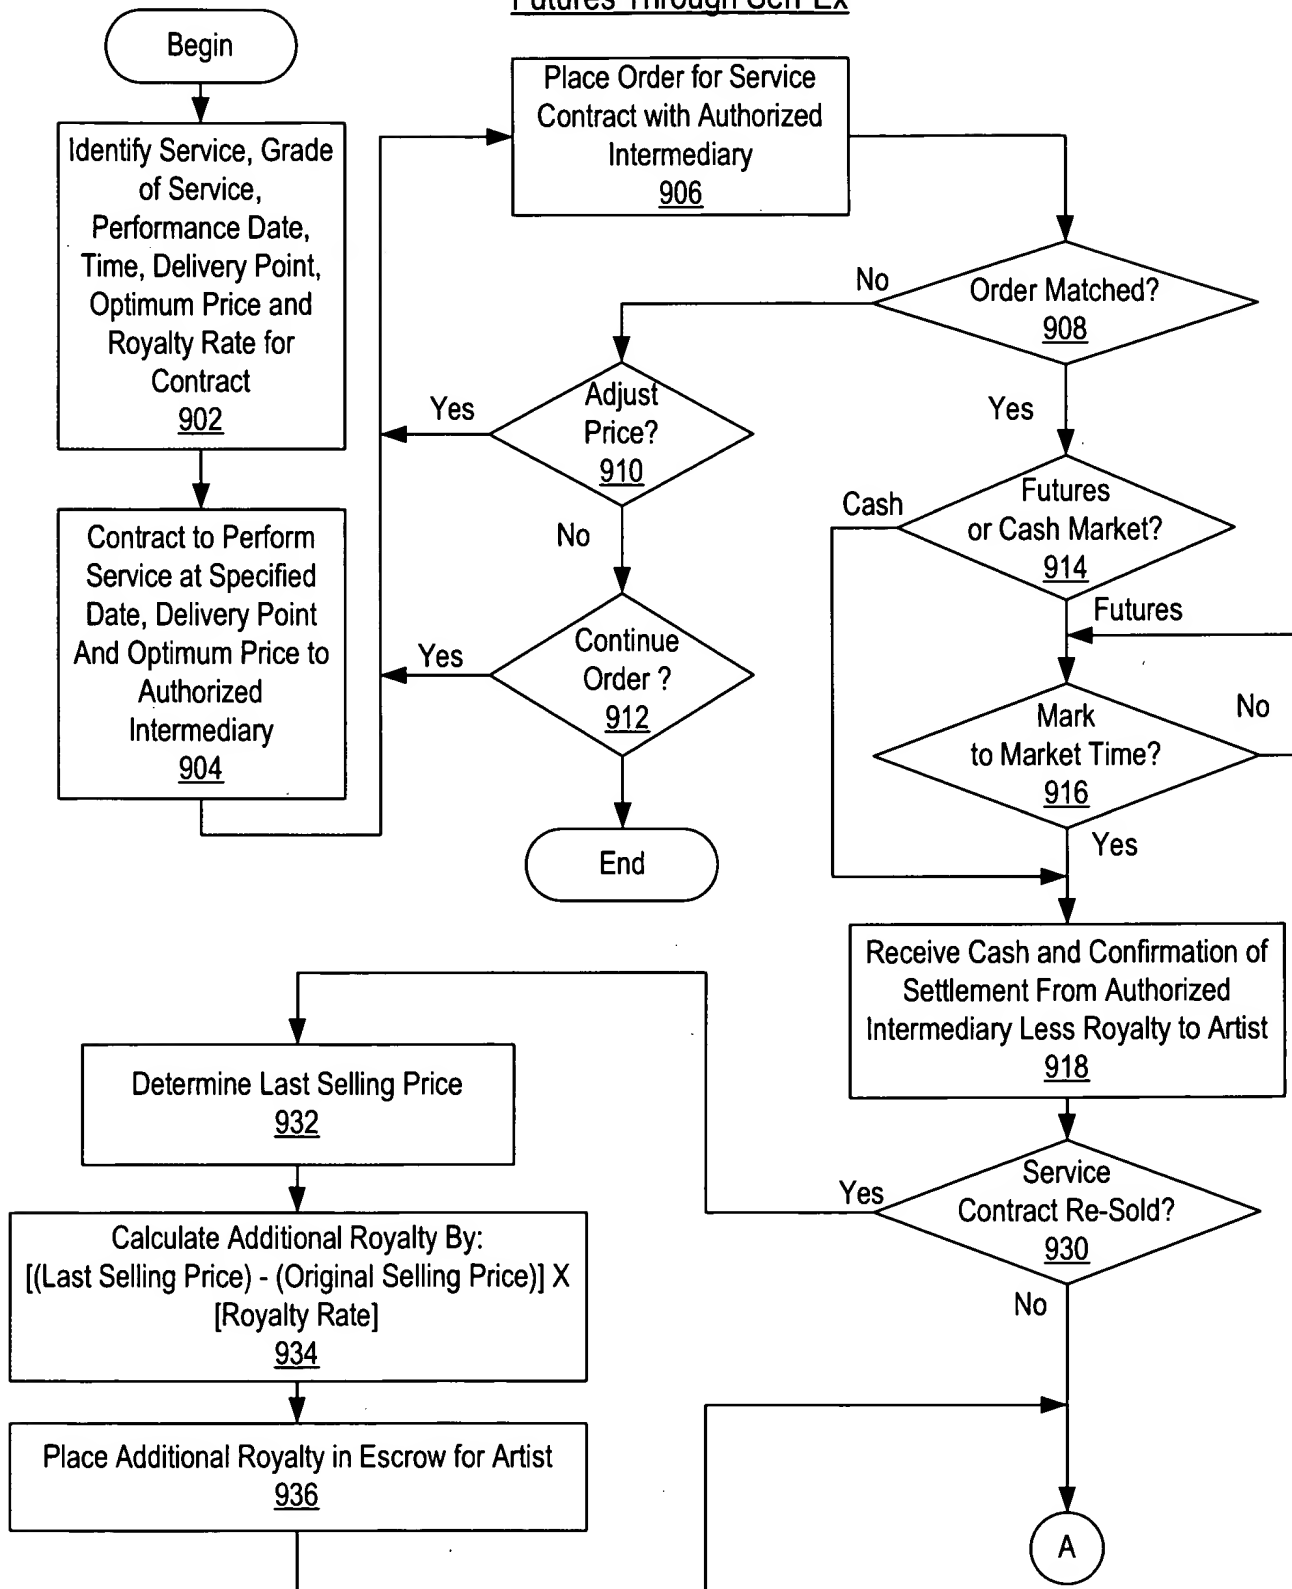 Futures Through Serf-Ex
Begin
Identify Service, Grade
of Service,
Performance Date,
Time, Delivery Point,
Optimum Price and
Royalty Rate for
Contract
902
Contract to Perform
Service at Specified
Date, Delivery Point
And Optimum Price to
Authorized
Intermediary
904
Place Order for Service
Contract with Authorized
Intermediary
906
Order Matched?
908
No
Yes
Adjust
Price?
910
Yes
No
Continue
Order ?
912
Yes
End
Futures
or Cash Market?
914
Cash
Futures
Mark
to Market Time?
916
No
Yes
Receive Cash and Confirmation of
Settlement From Authorized
Intermediary Less Royalty to Artist
918
Service
Contract Re-Sold?
930
Yes
No
Determine Last Selling Price
932
Calculate Additional Royalty By:
[(Last Selling Price) - (Original Selling Price)] X
[Royalty Rate]
934
Place Additional Royalty in Escrow for Artist
936
A